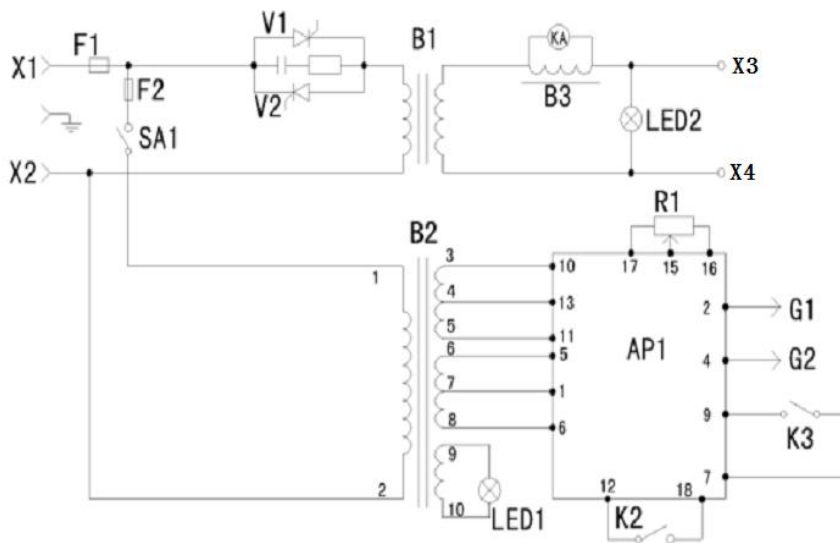 F1
V1
KA
B1
X1
X3
F2
V2
B3
SA1
LED2
X2
X4
R1
B2
3
10
17
15
16
1
4
13
2
G1
5
11
AP1
6
5
4
G2
7
1
9
8
6
K3
9
7
2
10
LED1
12
18
K2